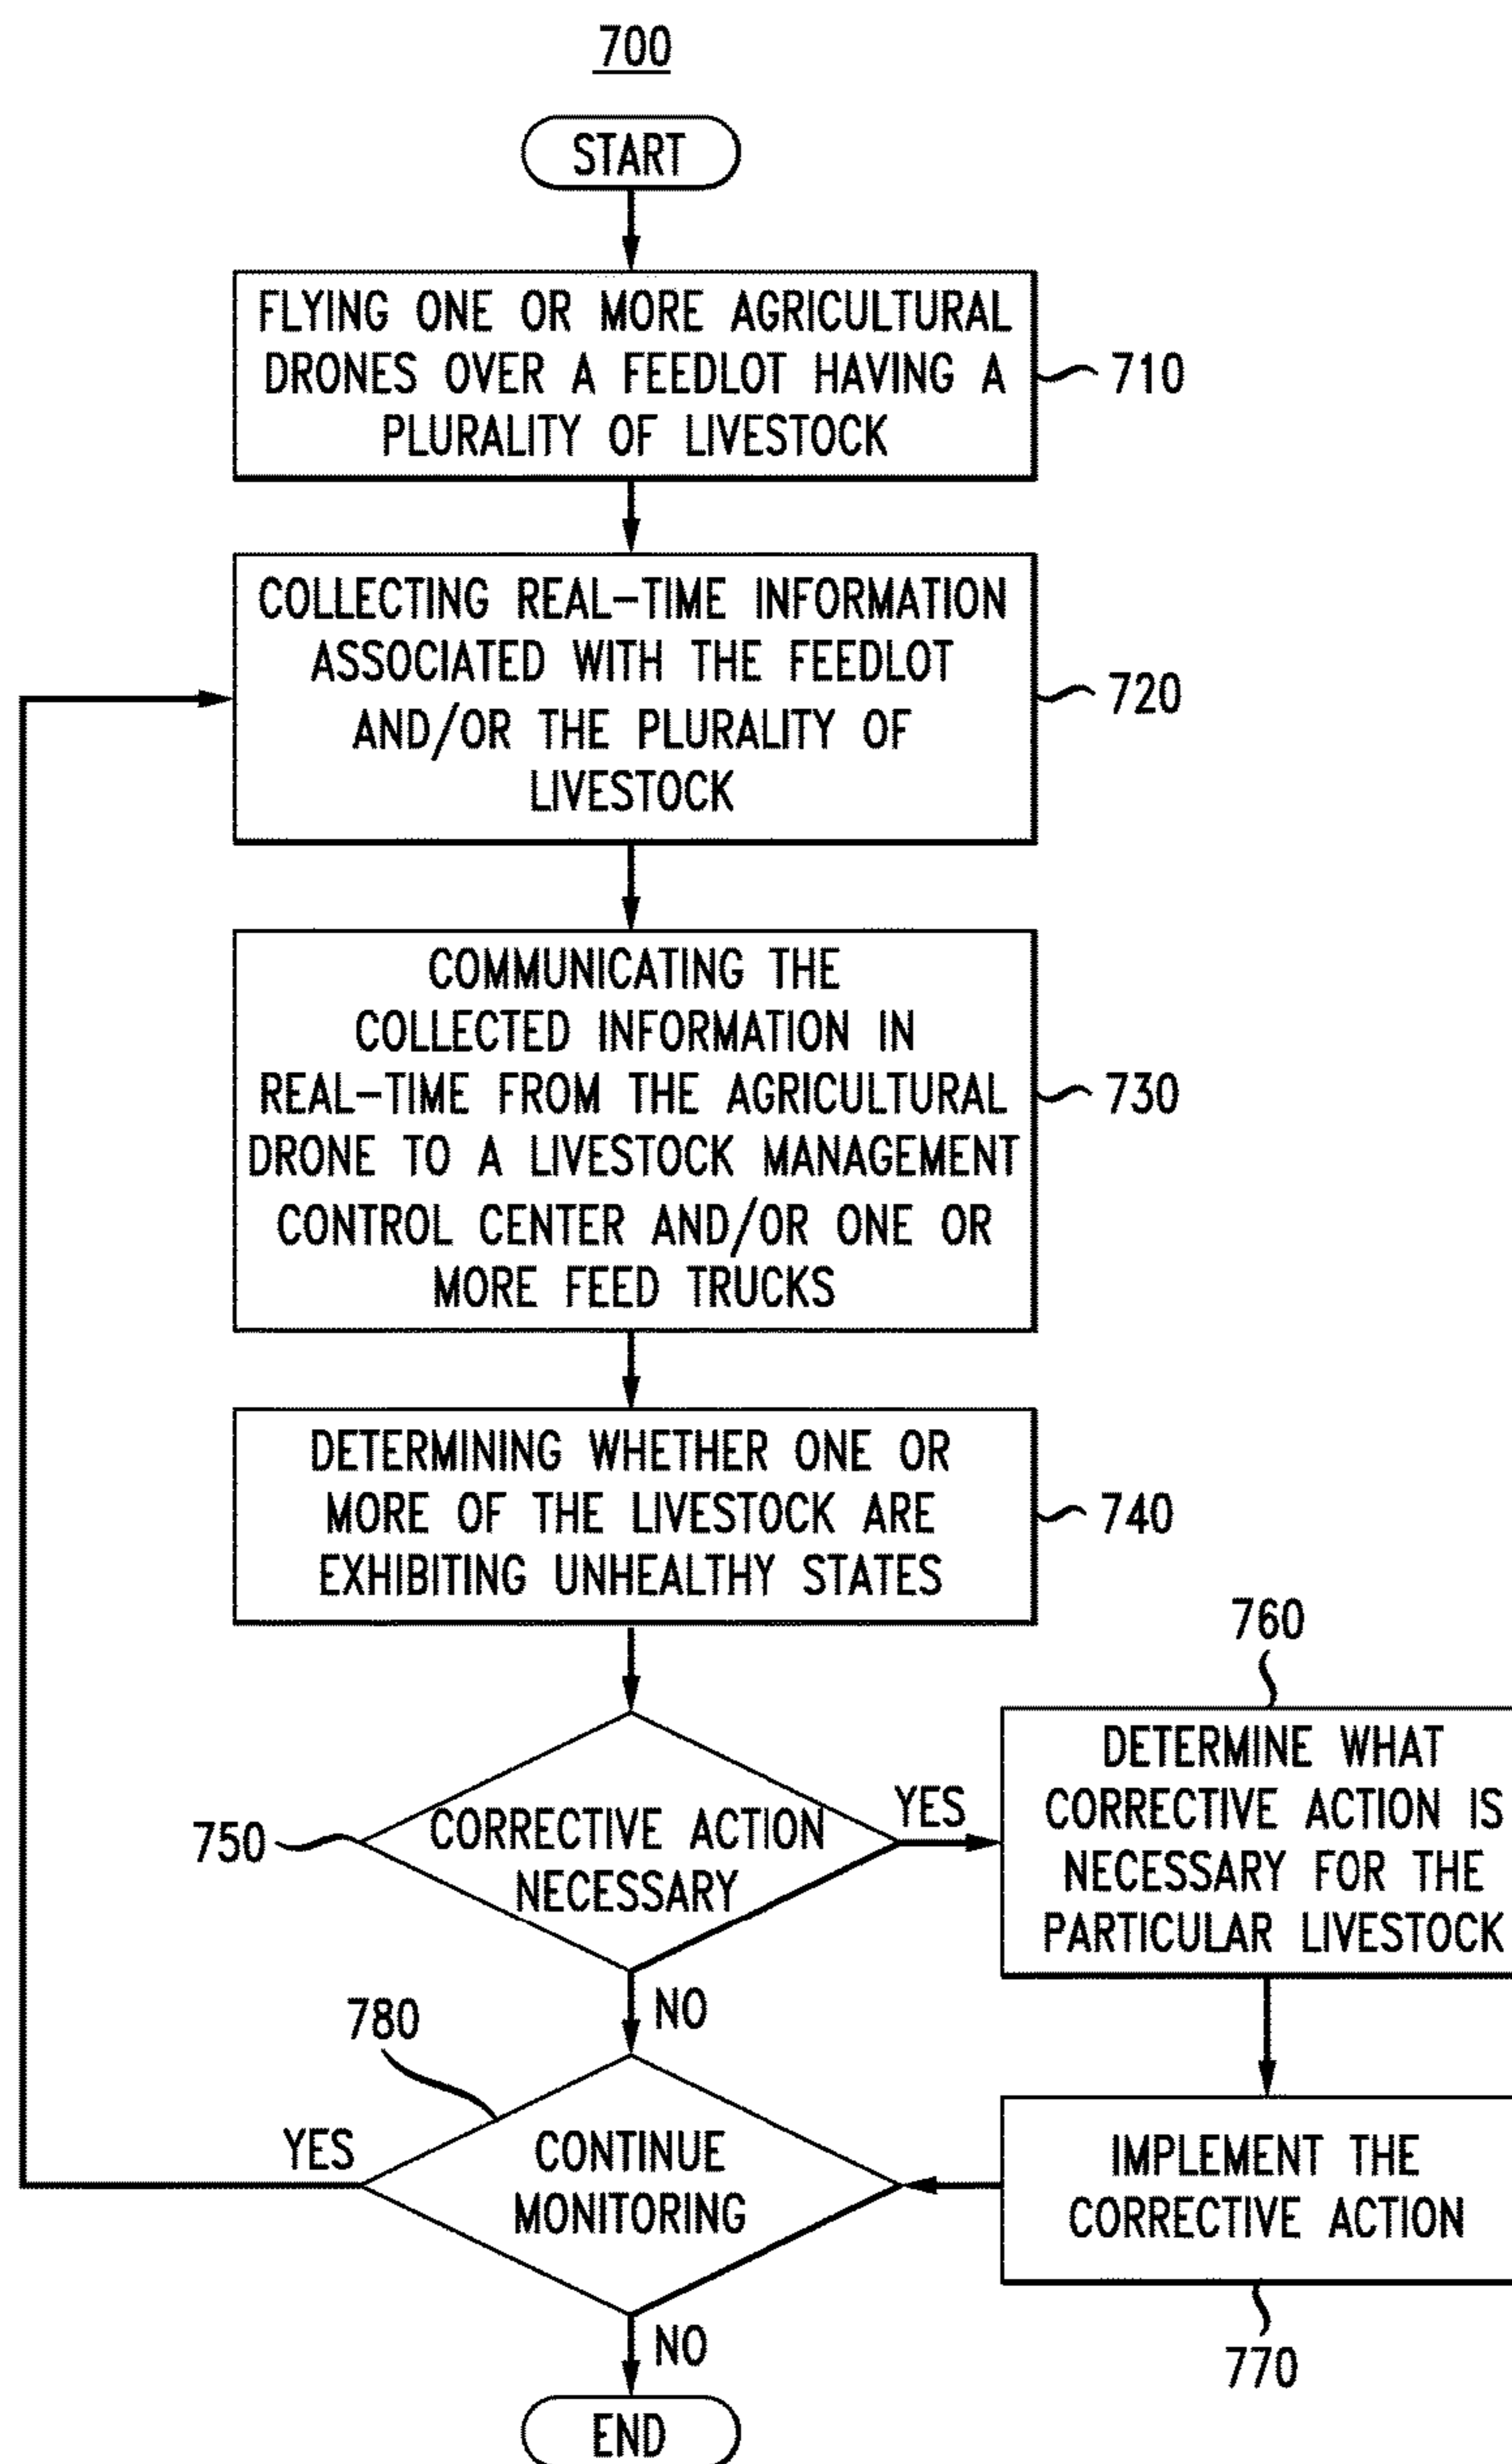 700
START
FLYING ONE OR MORE AGRICULTURAL
DRONES OVER A FEEDLOT HAVING A
PLURALITY OF LIVESTOCK
710
COLLECTING REAL-TIME INFORMATION
ASSOCIATED WITH THE FEEDLOT
AND/OR THE PLURALITY OF
LIVESTOCK
720
COMMUNICATING THE
COLLECTED INFORMATION IN
REAL-TIME FROM THE AGRICULTURAL
DRONE TO A LIVESTOCK MANAGEMENT
CONTROL CENTER AND/OR ONE OR
MORE FEED TRUCKS
730
DETERMINING WHETHER ONE OR
MORE OF THE LIVESTOCK ARE
EXHIBITING UNHEALTHY STATES
740
750
CORRECTIVE ACTION
NECESSARY
YES
NO
760
DETERMINE WHAT
CORRECTIVE ACTION IS
NECESSARY FOR THE
PARTICULAR LIVESTOCK
IMPLEMENT THE
CORRECTIVE ACTION
770
780
CONTINUE
MONITORING
YES
NO
END